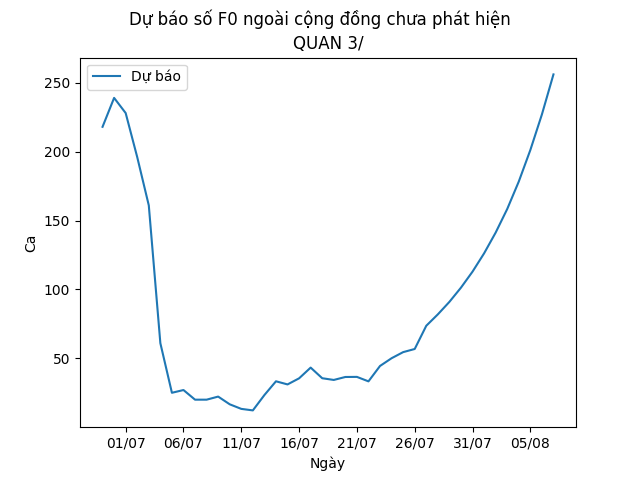 Dự báo số F0 ngoài cộng đồng chưa phát hiện
QUAN 3/
Dự báo
250
200
150
100
50
Ca
01/07 06/07 11/07 16/07 21/07 26/07 31/07 05/08
Ngày